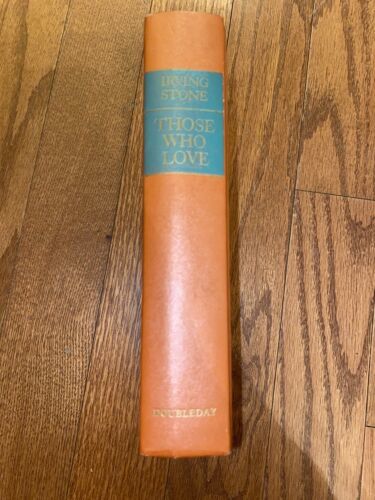 IRVING
STONE
THOSE
WHO
LOVE
DOUBLEDAY